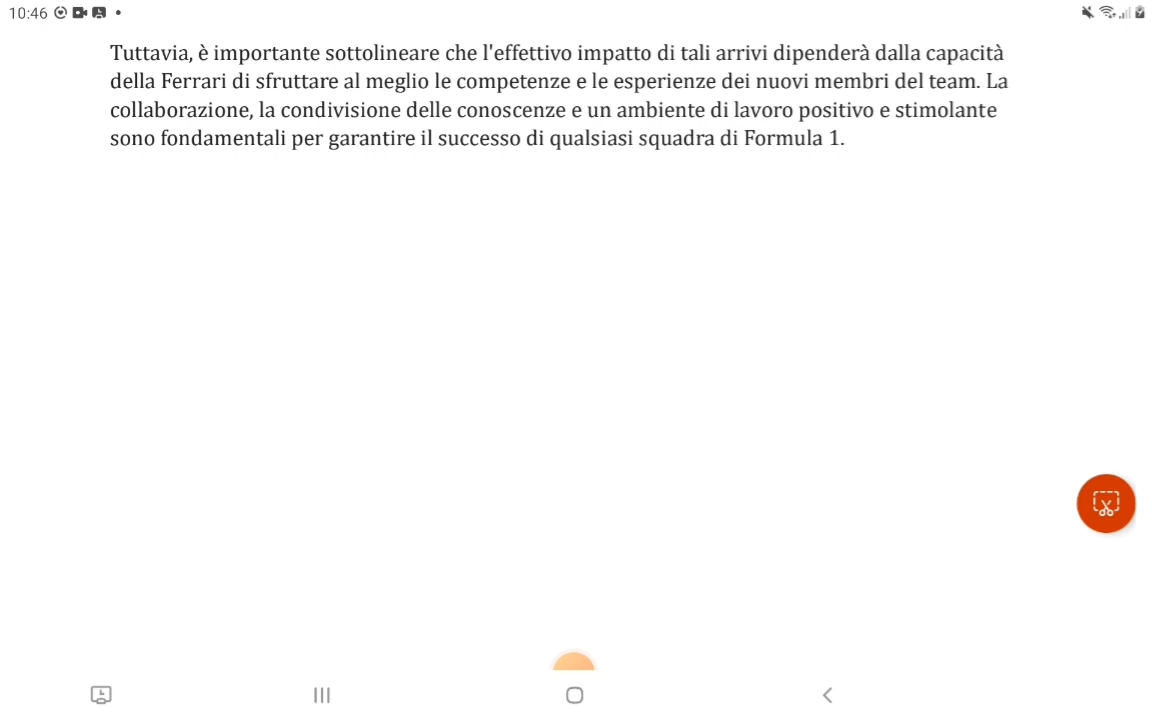 10:46
Tuttavia, è importante sottolineare che l'effettivo impatto di tali arrivi dipenderà dalla capacità
della Ferrari di sfruttare al meglio le competenze e le esperienze dei nuovi membri del team. La
collaborazione, la condivisione delle conoscenze e un ambiente di lavoro positivo e stimolante
sono fondamentali per garantire il successo di qualsiasi squadra di Formula 1.